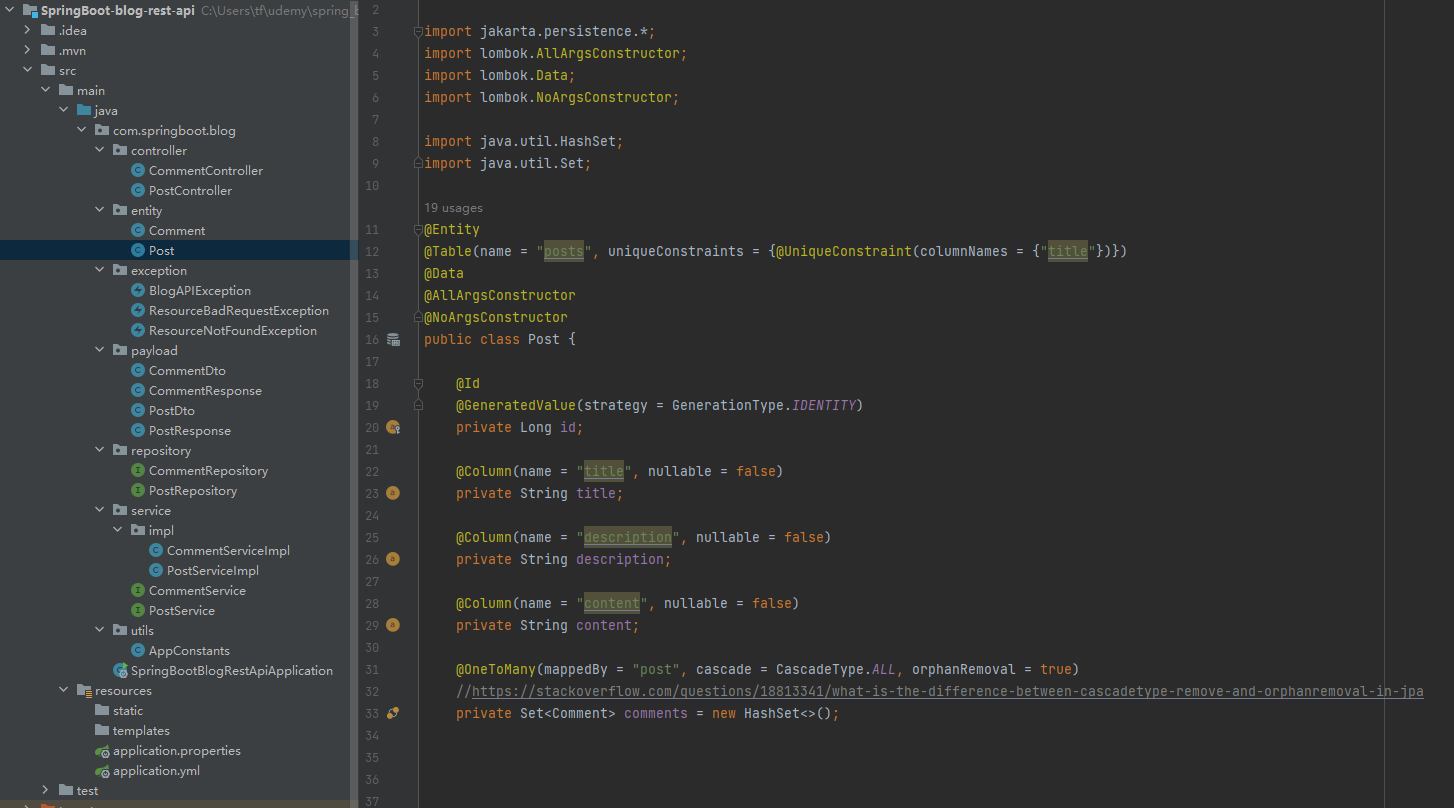 SpringBoot-blog-rest-api C:\Users\tf\udemy\spring_b
.idea
.mvn
src
main
java
com.springboot.blog
controller
CommentController
PostController
entity
Comment
Post
exception
BlogAPIException
ResourceBadRequestException
ResourceNotFoundException
payload
CommentDto
CommentResponse
PostDto
PostResponse
repository
CommentRepository
PostRepository
service
impl
CommentServiceImpl
PostServiceImpl
CommentService
PostService
utils
AppConstants
SpringBootBlogRestApiApplication
resources
static
templates
application.properties
application.yml
test
2
3 import jakarta.persistence.*;
4 import lombok.AllArgsConstructor;
5 import lombok.Data;
6 import lombok.NoArgsConstructor;
7
8 import java.util.HashSet;
9 import java.util.Set;
10
19 usages
11 @Entity
12 @Table(name = "posts", uniqueConstraints = {@UniqueConstraint(columnNames = {"title"})})
13 @Data
14 @AllArgsConstructor
15 @NoArgsConstructor
16 public class Post {
17
18 @Id
19 @GeneratedValue(strategy = GenerationType.IDENTITY)
20 private Long id;
21
22 @Column(name = "title", nullable = false)
23 private String title;
24
25 @Column(name = "description", nullable = false)
26 private String description;
27
28 @Column(name = "content", nullable = false)
29 private String content;
30
31 @OneToMany(mappedBy = "post", cascade = CascadeType.ALL, orphanRemoval = true)
32 //https://stackoverflow.com/questions/18813341/what-is-the-difference-between-cascadetype-remove-and-orphanremoval-in-jpa
33 private Set<Comment> comments = new HashSet<>();
34
35
36
37